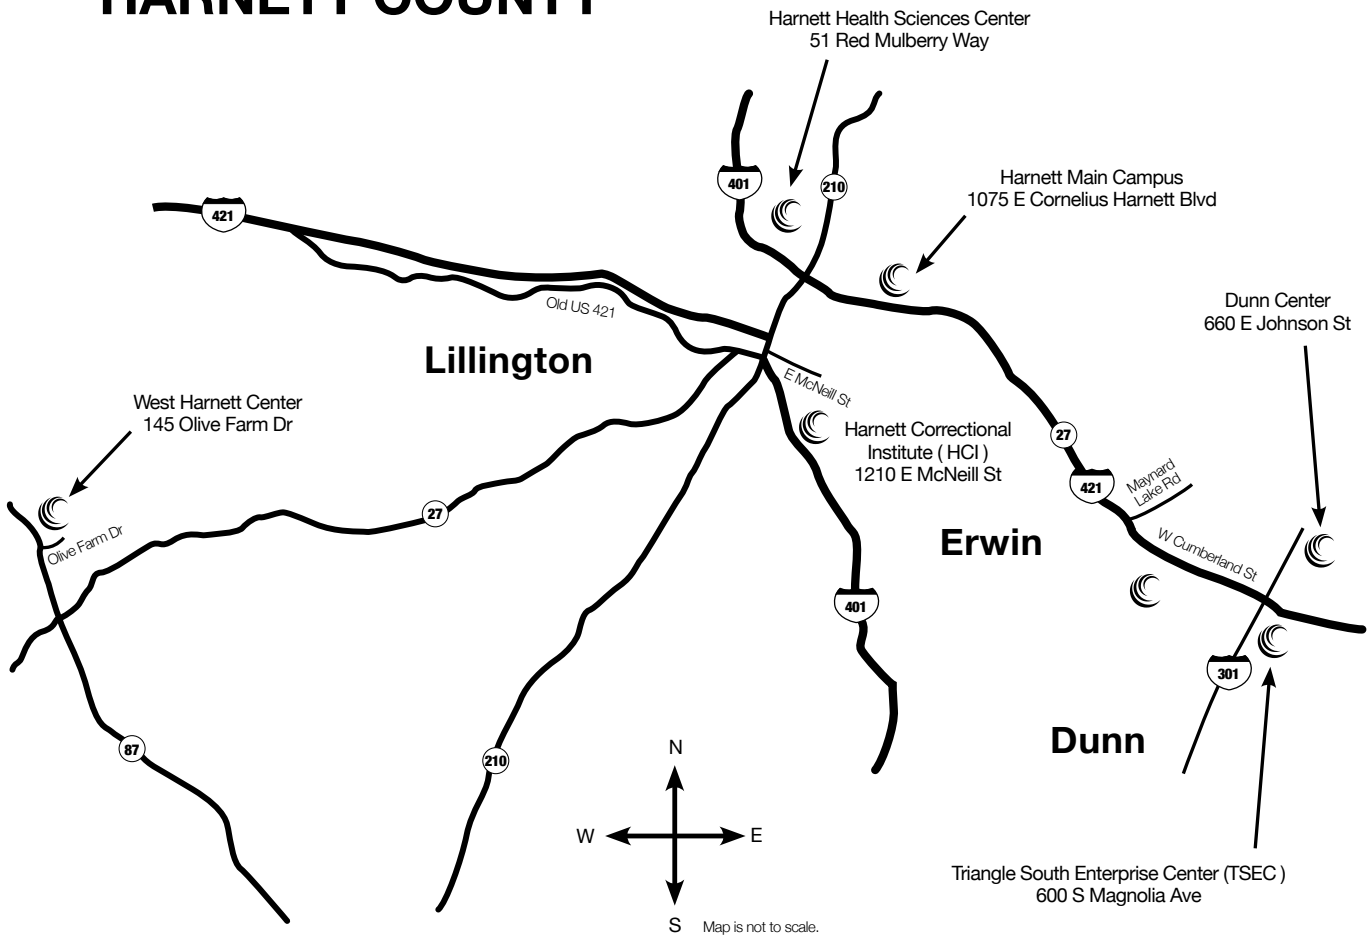 HARNETT COUNTY
Harnett Health Sciences Center
51 Red Mulberry Way
401
210
Harnett Main Campus
1075 E Cornelius Harnett Blvd
421
Old US 421
Dunn Center
660 E Johnson St
Lillington
E McNeill St
West Harnett Center
145 Olive Farm Dr
Harnett Correctional
Institute ( HCI )
1210 E McNeill St
27
421
Maynard
Lake Rd
27
Olive Farm Dr
Erwin
W Cumberland St
401
301
87
210
Dunn
N
W
E
S
Map is not to scale.
Triangle South Enterprise Center (TSEC )
600 S Magnolia Ave